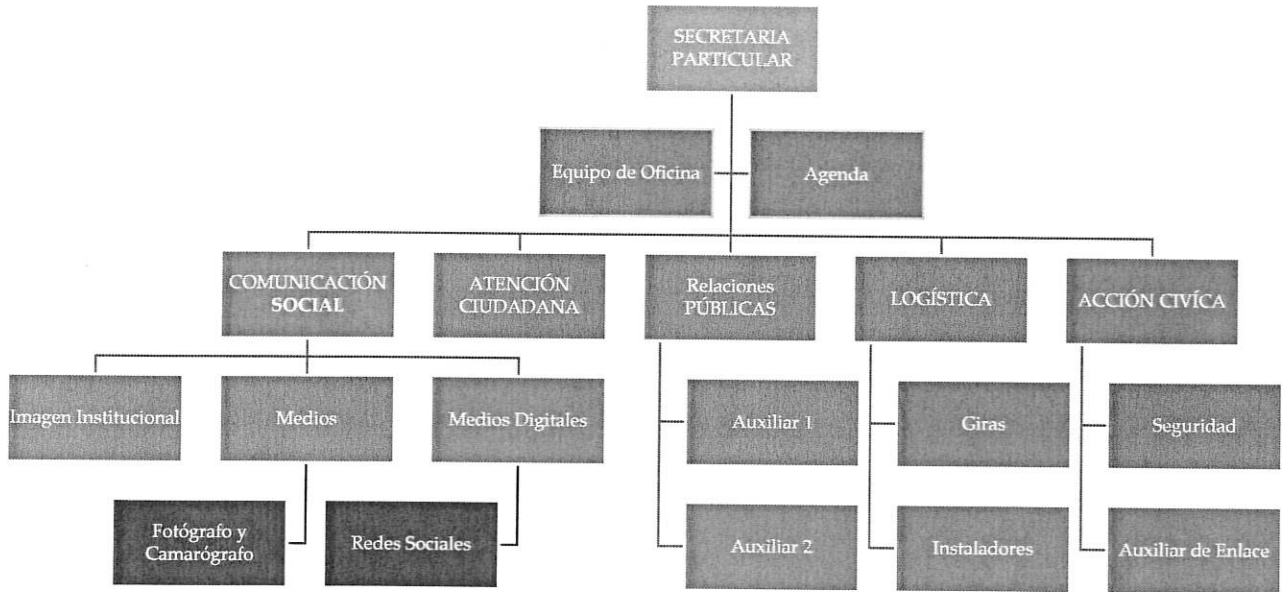 SECRETARIA
PARTICULAR
Equipo de Oficina
Agenda
COMUNICACIÓN
SOCIAL
ATENCIÓN
CIUDADANA
Relaciones
PÚBLICAS
LOGÍSTICA
ACCIÓN CIVÍCA
Imagen Institucional
Medios
Medios Digitales
Auxiliar 1
Giras
Seguridad
Fotógrafo y
Camarógrafo
Redes Sociales
Auxiliar 2
Instaladores
Auxiliar de Enlace